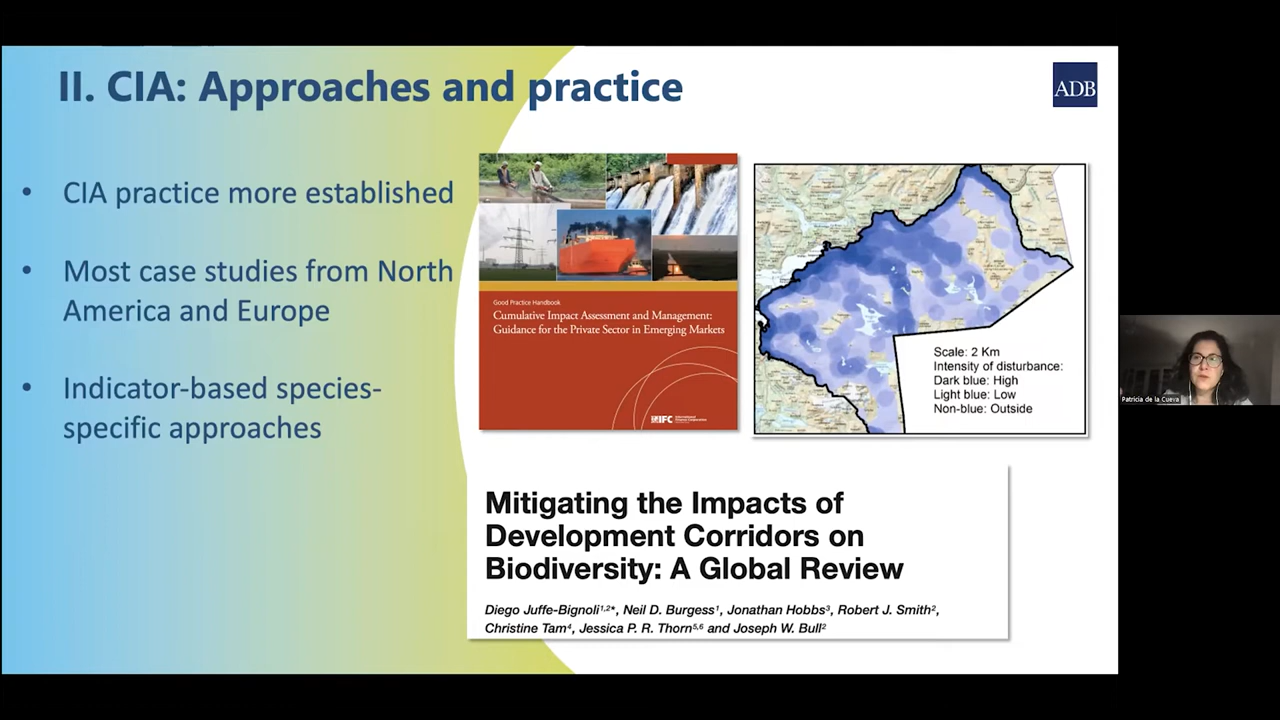 II. CIA: Approaches and practice
ADB
• CIA practice more established
• Most case studies from North
America and Europe
• Indicator-based species-
specific approaches
Good Practice Handbook
Cumulative Impact Assessment and Management:
Guidance for the Private Sector in Emerging Markets
IFC
Scale: 2 Km
Intensity of disturbance:
Dark blue: High
Light blue: Low
Non-blue: Outside
Mitigating the Impacts of
Development Corridors on
Biodiversity: A Global Review
Diego Juffe-Bignoli¹,²*, Neil D. Burgess¹, Jonathan Hobbs³, Robert J. Smith²,
Christine Tam⁴, Jessica P. R. Thorn⁵,⁶ and Joseph W. Bull²
Patricia de la Cueva